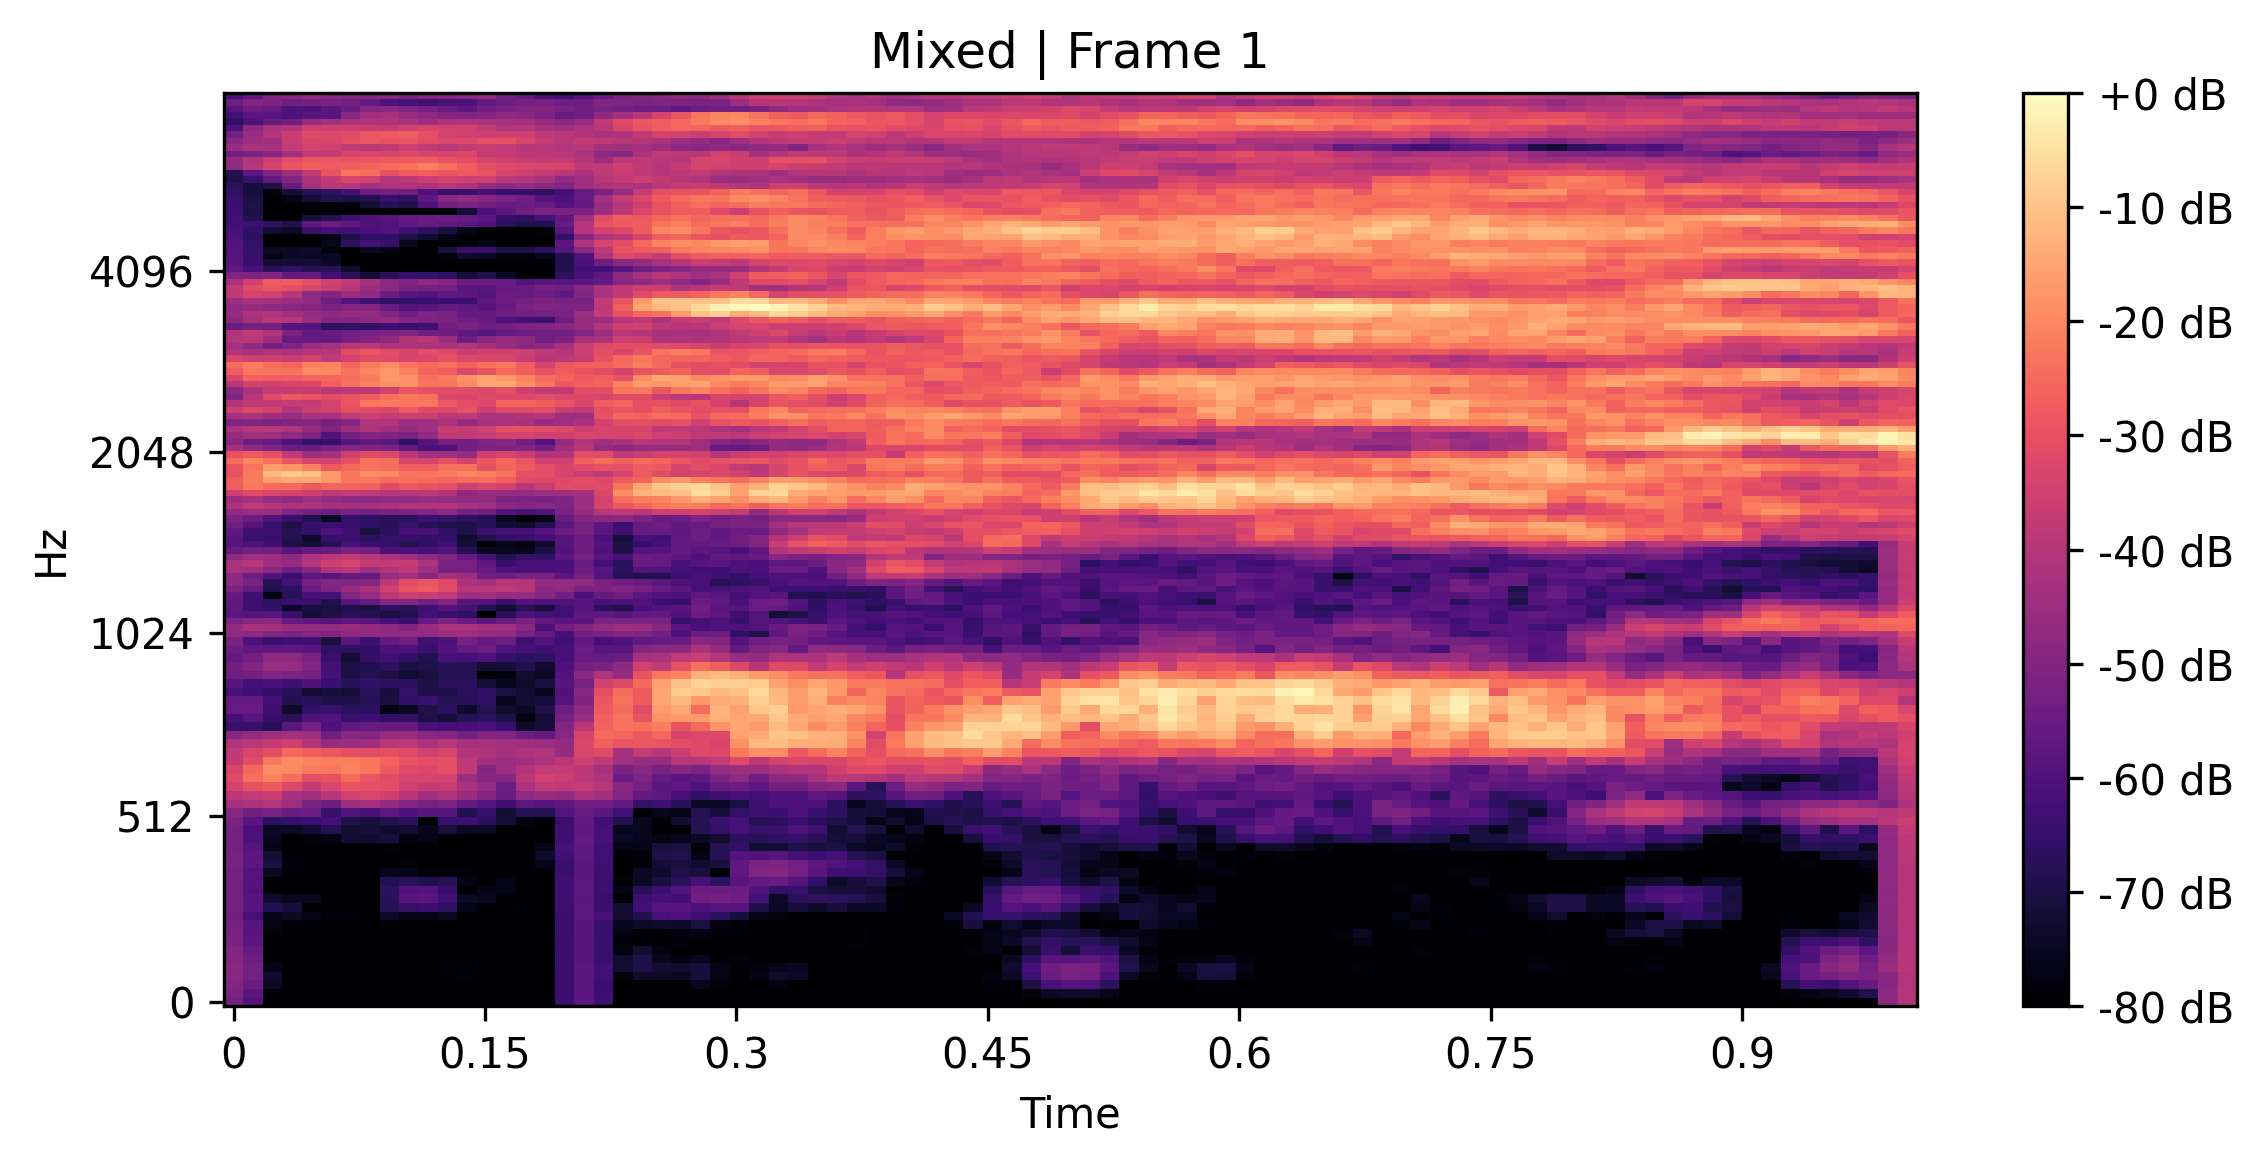 Mixed | Frame 1
+0 dB
-10 dB
-20 dB
-30 dB
-40 dB
-50 dB
-60 dB
-70 dB
-80 dB
Hz
4096
2048
1024
512
0
0 0.15 0.3 0.45 0.6 0.75 0.9
Time